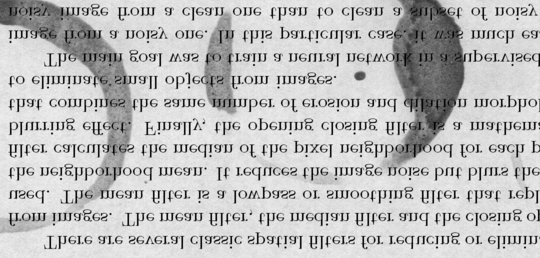 There are several classic spatial filters for reducing or elimin
from images. The mean filter, the median filter and the closing op
used. The mean filter is a lowpass or smoothing filter that repl
the neighborhood mean. It reduces the image noise but blurs the
filter calculates the median of the pixel neighborhood for each p
blurring effect. Finally, the opening closing filter is a mathema
that combines the same number of erosion and dilation morphol
to eliminate small objects from images.
The main goal was to train a neural network in a supervised
image from a noisy one. In this particular case, it was much ea
noisy image from a clean one than to clean a subset of noisy